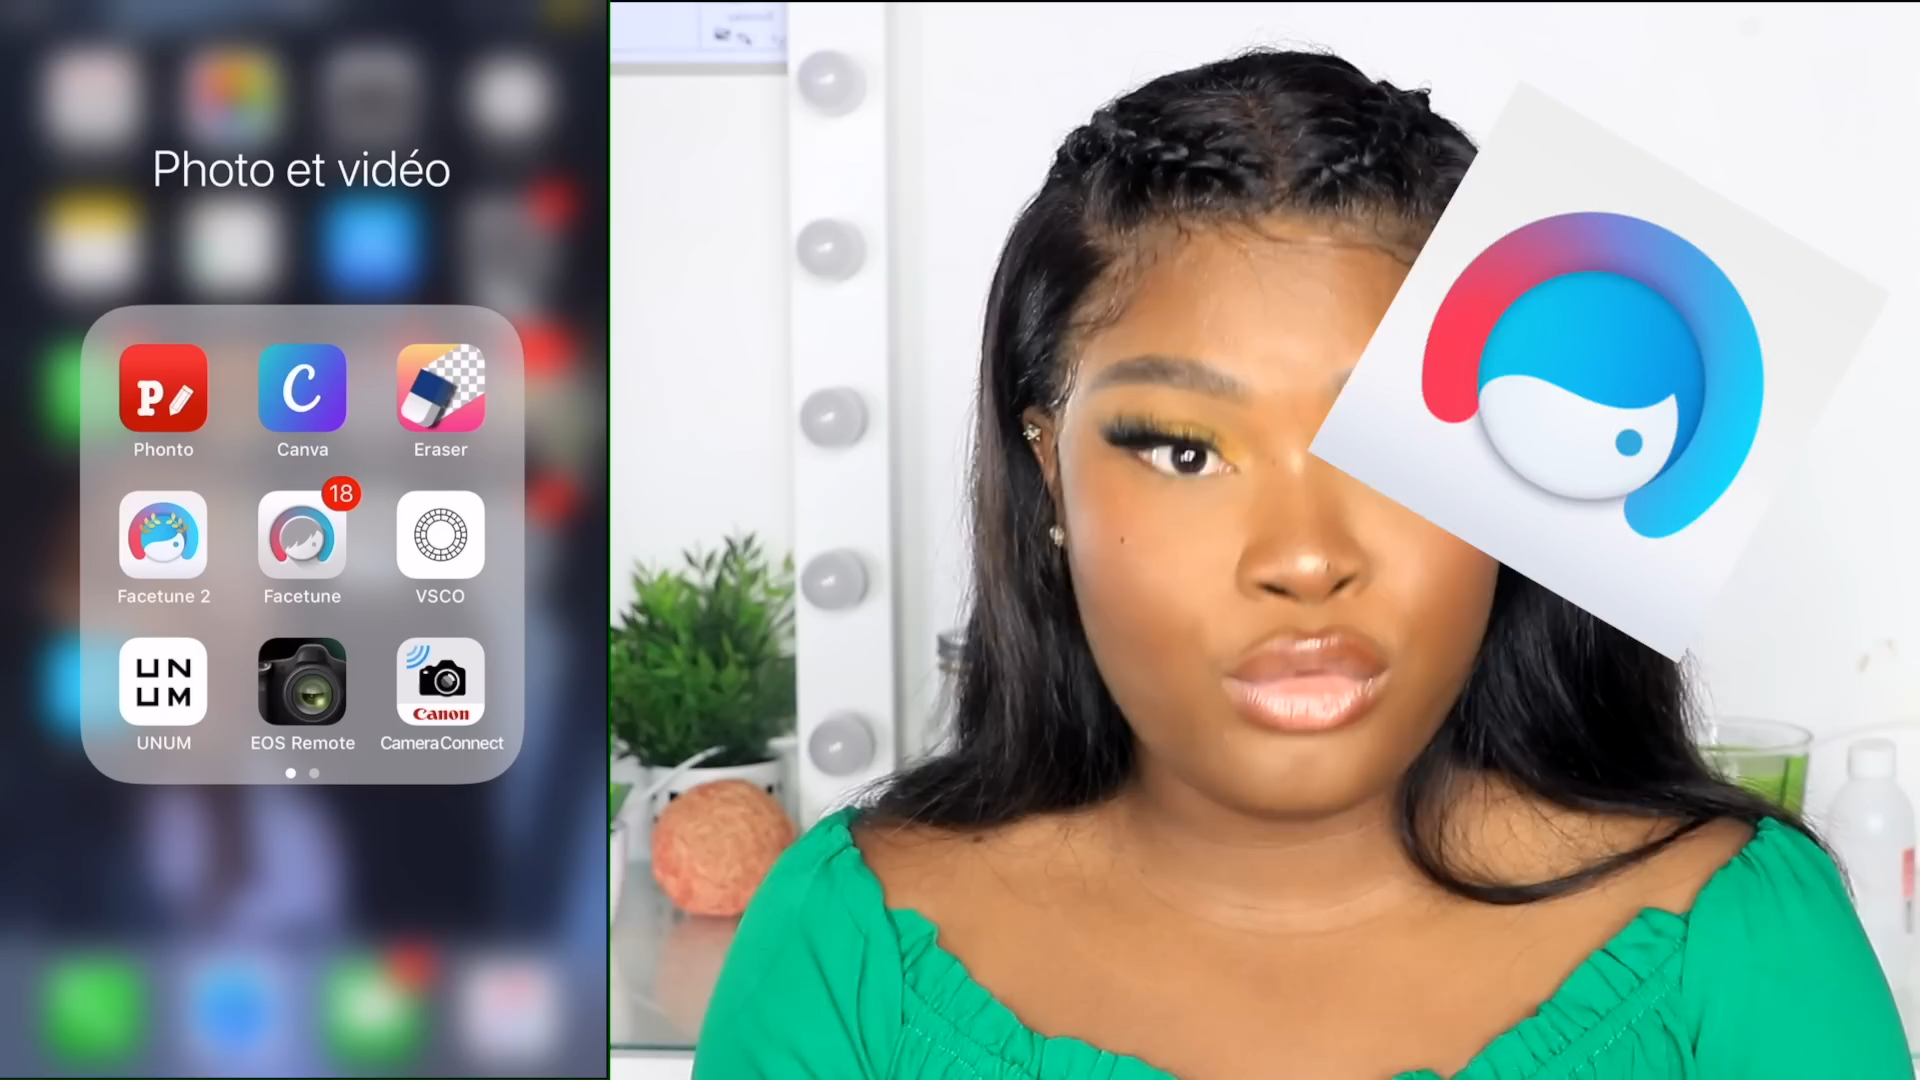 Photo et vidéo
P
Phonto
C
Canva
Eraser
Facetune 2
18
Facetune
VSCO
UN
UM
UNUM
EOS Remote
Canon
CameraConnect